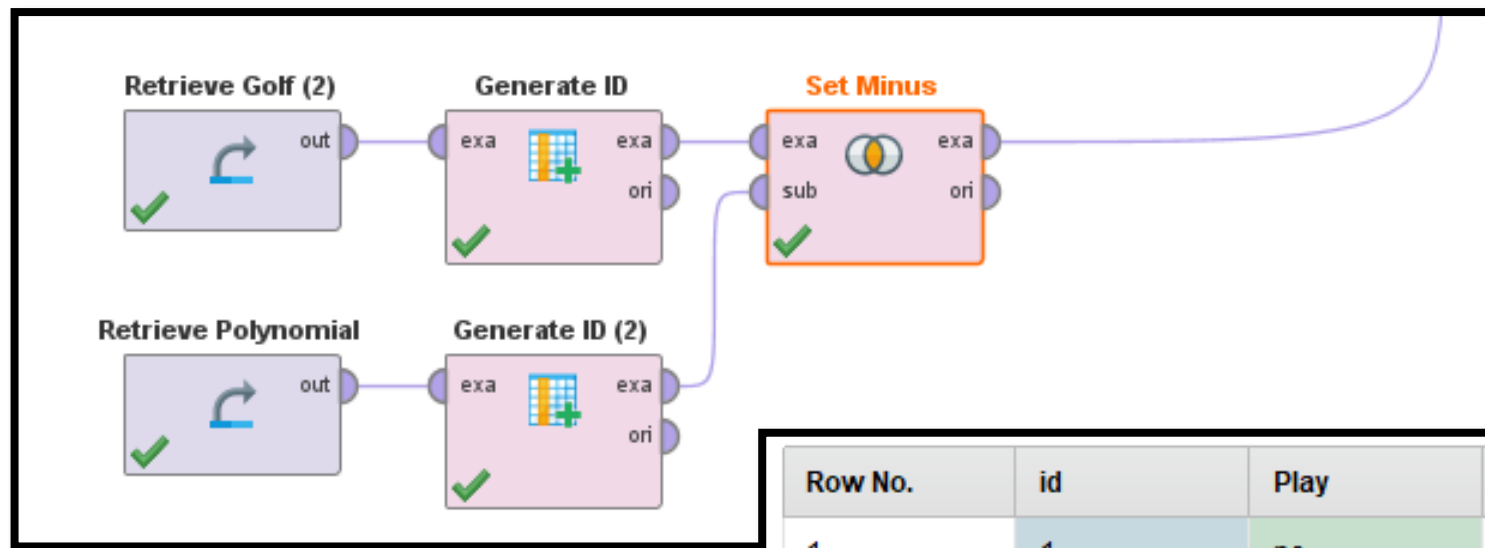 Retrieve Golf (2)
Generate ID
Set Minus
out
exa
exa
exa
exa
ori
sub
ori
Retrieve Polynomial
Generate ID (2)
out
exa
exa
ori
Row No.
id
Play